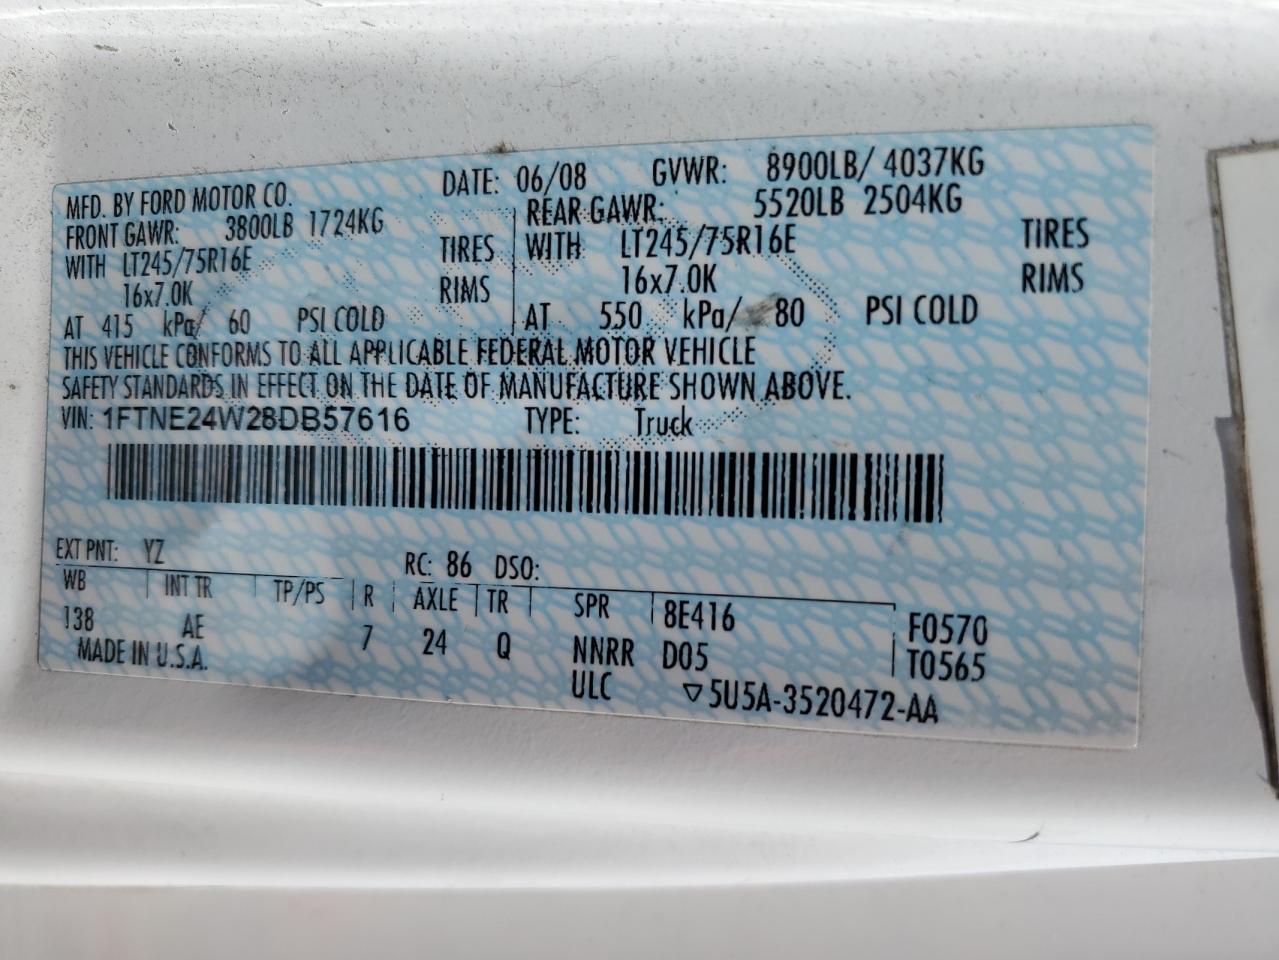 MFD. BY FORD MOTOR CO. DATE: 06/08 GVWR: 8900LB/ 4037KG
FRONT GAWR: 3800LB 1724KG REAR GAWR: 5520LB 2504KG
WITH LT245/75R16E TIRES WITH LT245/75R16E TIRES
16x7.0K RIMS 16x7.0K RIMS
AT 415 kPa/ 60 PSI COLD AT 550 kPa/ 80 PSI COLD
THIS VEHICLE CONFORMS TO ALL APPLICABLE FEDERAL MOTOR VEHICLE
SAFETY STANDARDS IN EFFECT ON THE DATE OF MANUFACTURE SHOWN ABOVE.
VIN: 1FTNE24W28DB57616 TYPE: Truck
EXT PNT: YZ RC: 86 DSO:
WB INT TR TP/PS R AXLE TR SPR 8E416 F0570
138 AE 7 24 Q NNRR D05 T0565
MADE IN U.S.A. ULC ▽5U5A-3520472-AA